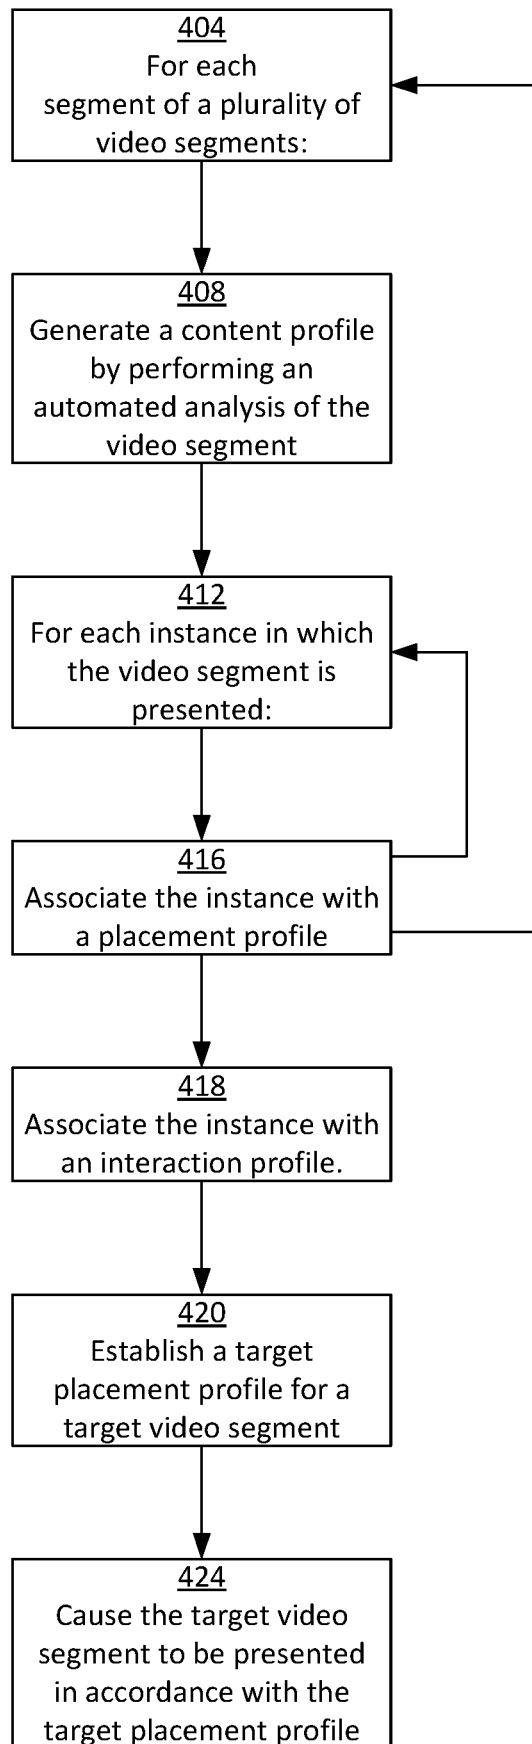 404
For each
segment of a plurality of
video segments:
408
Generate a content profile
by performing an
automated analysis of the
video segment
412
For each instance in which
the video segment is
presented:
416
Associate the instance with
a placement profile
418
Associate the instance with
an interaction profile.
420
Establish a target
placement profile for a
target video segment
424
Cause the target video
segment to be presented
in accordance with the
target placement profile